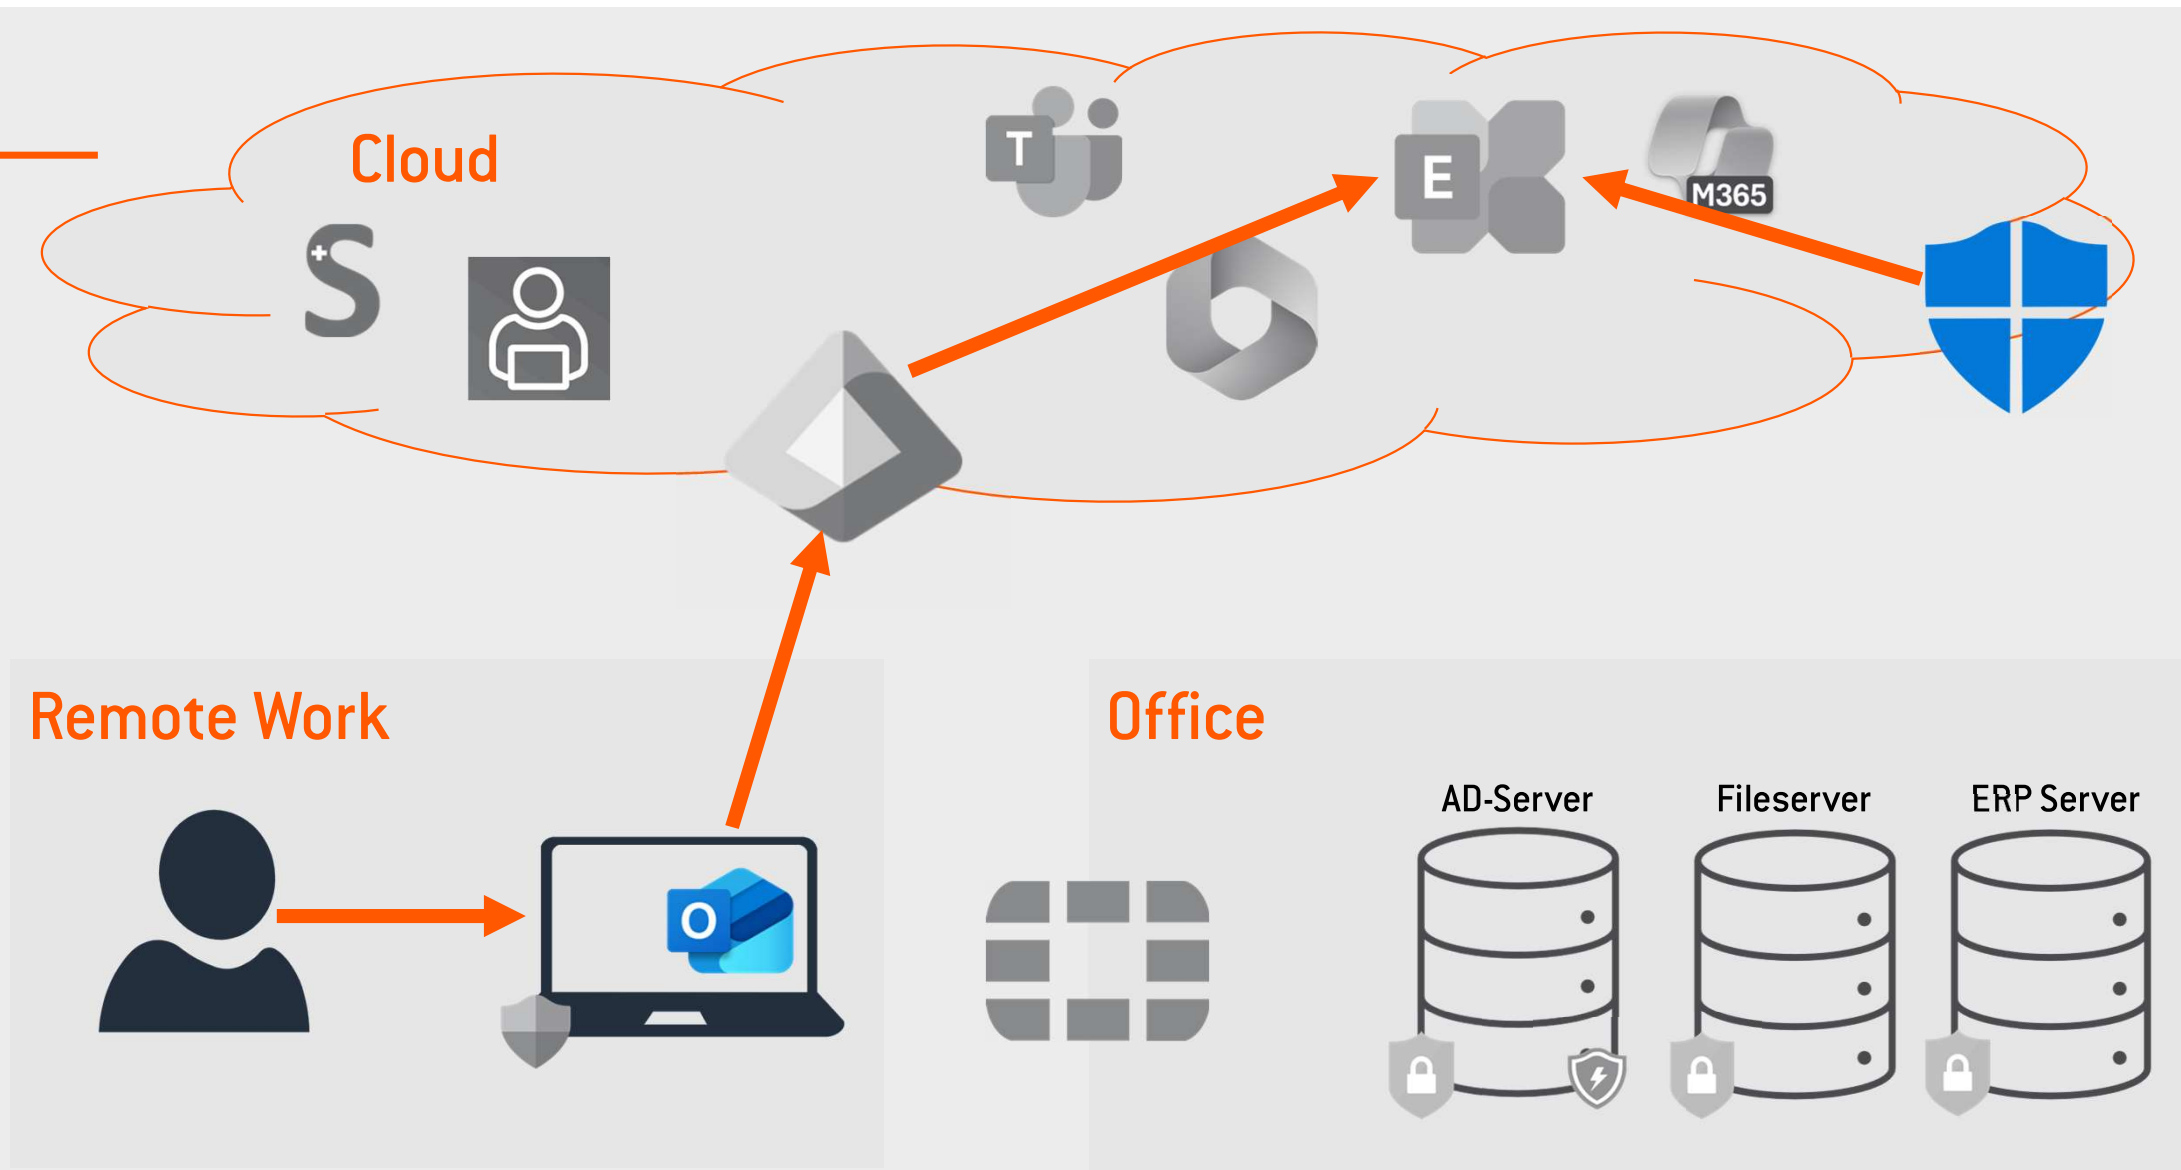 Cloud
T
E
M365
S
Remote Work
Office
AD-Server
Fileserver
ERP Server
O